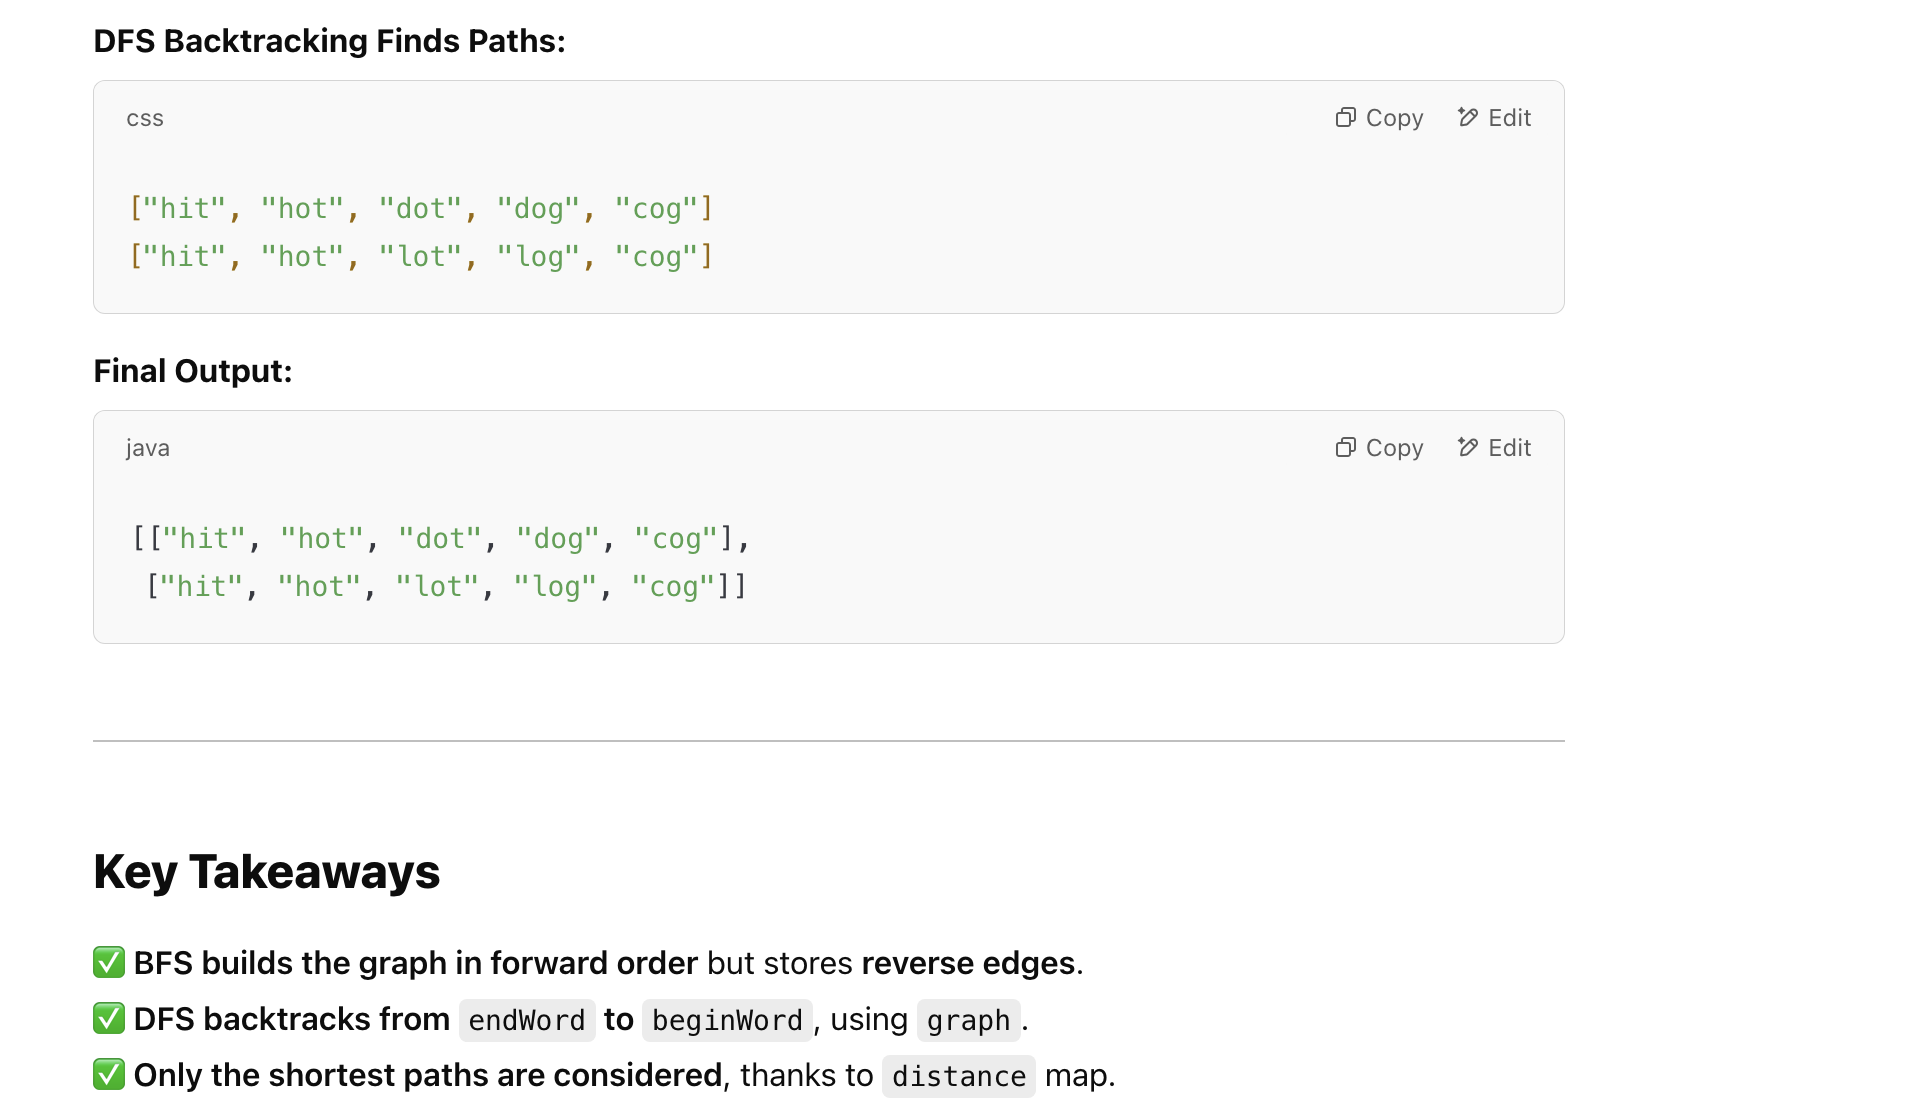 DFS Backtracking Finds Paths:
css
Copy
Edit
["hit", "hot", "dot", "dog", "cog"]
["hit", "hot", "lot", "log", "cog"]
Final Output:
java
Copy
Edit
[["hit", "hot", "dot", "dog", "cog"],
 ["hit", "hot", "lot", "log", "cog"]]
Key Takeaways
✅ BFS builds the graph in forward order but stores reverse edges.
✅ DFS backtracks from endWord to beginWord, using graph.
✅ Only the shortest paths are considered, thanks to distance map.